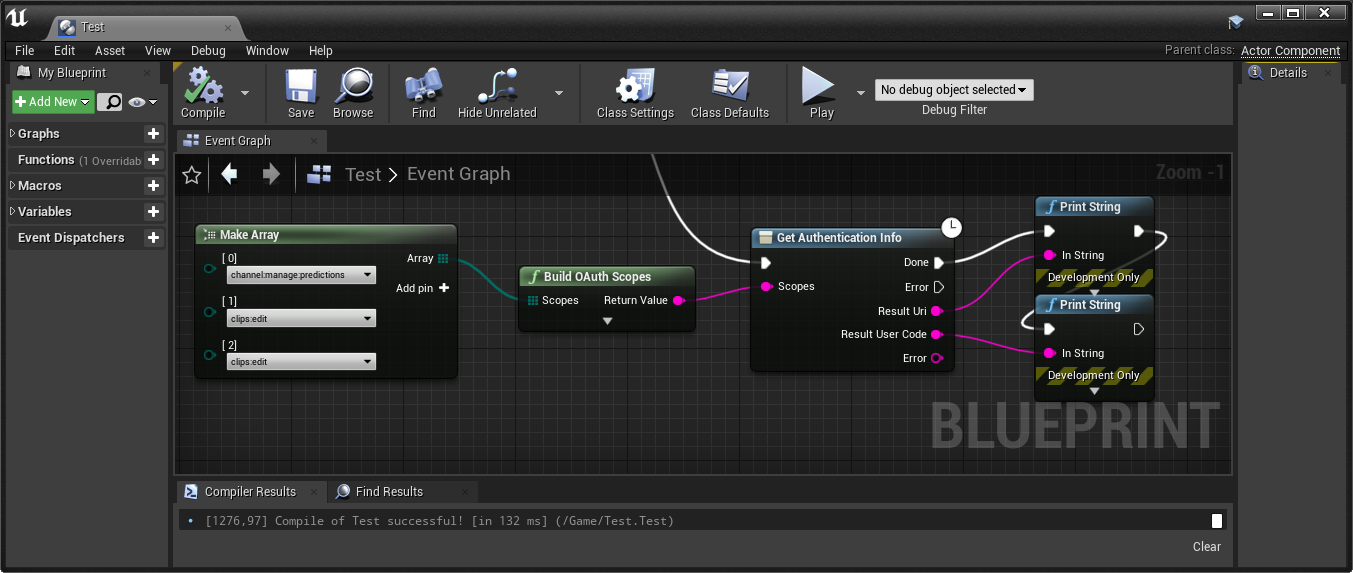 Test
File Edit Asset View Debug Window Help
Parent class: Actor Component
My Blueprint
Add New
Graphs
Functions (1 Overridab
Macros
Variables
Event Dispatchers
Compile
Save
Browse
Find
Hide Unrelated
Class Settings
Class Defaults
Play
No debug object selected
Debug Filter
Details
Event Graph
Test > Event Graph
Zoom -1
Make Array
[0]
channel:manage:predictions
[1]
clips:edit
[2]
clips:edit
Array
Add pin
Build OAuth Scopes
Scopes Return Value
Get Authentication Info
Done
Error
Scopes
Result Uri
Result User Code
Error
Print String
In String
Development Only
Print String
In String
Development Only
BLUEPRINT
Compiler Results
Find Results
[1276,97] Compile of Test successful! [in 132 ms] (/Game/Test.Test)
Clear